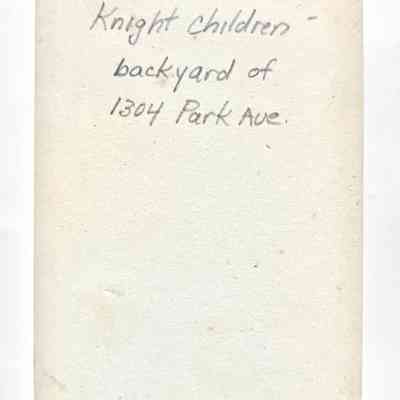 Knight children -
backyard of
1304 Park Ave.